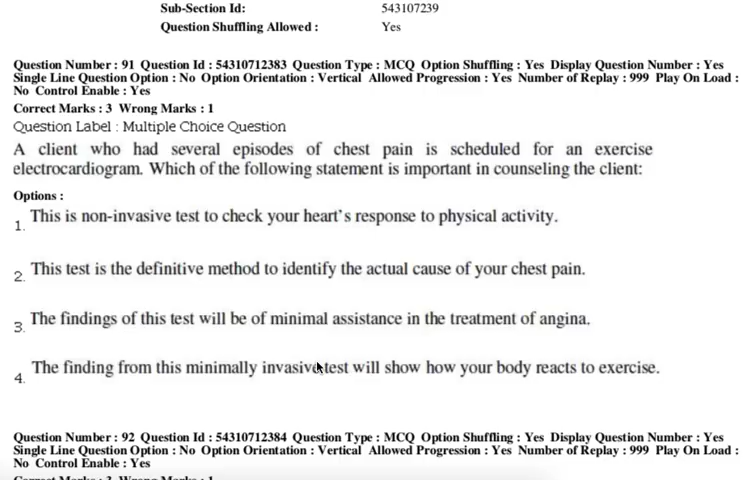 Sub-Section Id: 543107239
Question Shuffling Allowed : Yes
Question Number : 91 Question Id : 54310712383 Question Type : MCQ Option Shuffling : Yes Display Question Number : Yes
Single Line Question Option : No Option Orientation : Vertical Allowed Progression : Yes Number of Replay : 999 Play On Load :
No Control Enable : Yes
Correct Marks : 3 Wrong Marks : 1
Question Label : Multiple Choice Question
A client who had several episodes of chest pain is scheduled for an exercise
electrocardiogram. Which of the following statement is important in counseling the client:
Options :
1. This is non-invasive test to check your heart's response to physical activity.
2. This test is the definitive method to identify the actual cause of your chest pain.
3. The findings of this test will be of minimal assistance in the treatment of angina.
4. The finding from this minimally invasive test will show how your body reacts to exercise.
Question Number : 92 Question Id : 54310712384 Question Type : MCQ Option Shuffling : Yes Display Question Number : Yes
Single Line Question Option : No Option Orientation : Vertical Allowed Progression : Yes Number of Replay : 999 Play On Load :
No Control Enable : Yes
Correct Marks : 3 Wrong Marks : 1